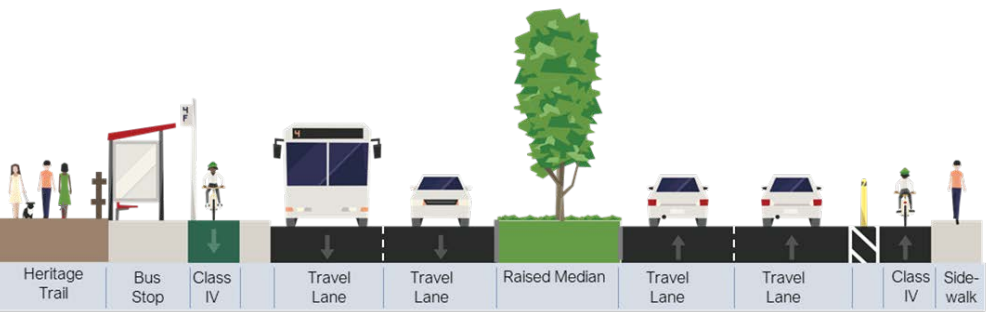 4
Heritage
Trail
Bus
Stop
Class
IV
Travel
Lane
Travel
Lane
Raised Median
Travel
Lane
Travel
Lane
Class
IV
Side-
walk